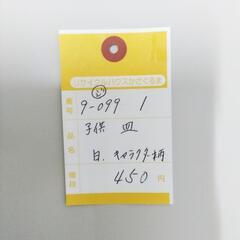 リサイクルハウスかざぐるま
番号 9-099 1
品名 子供 皿
白、キャラクター柄
価段 450 円